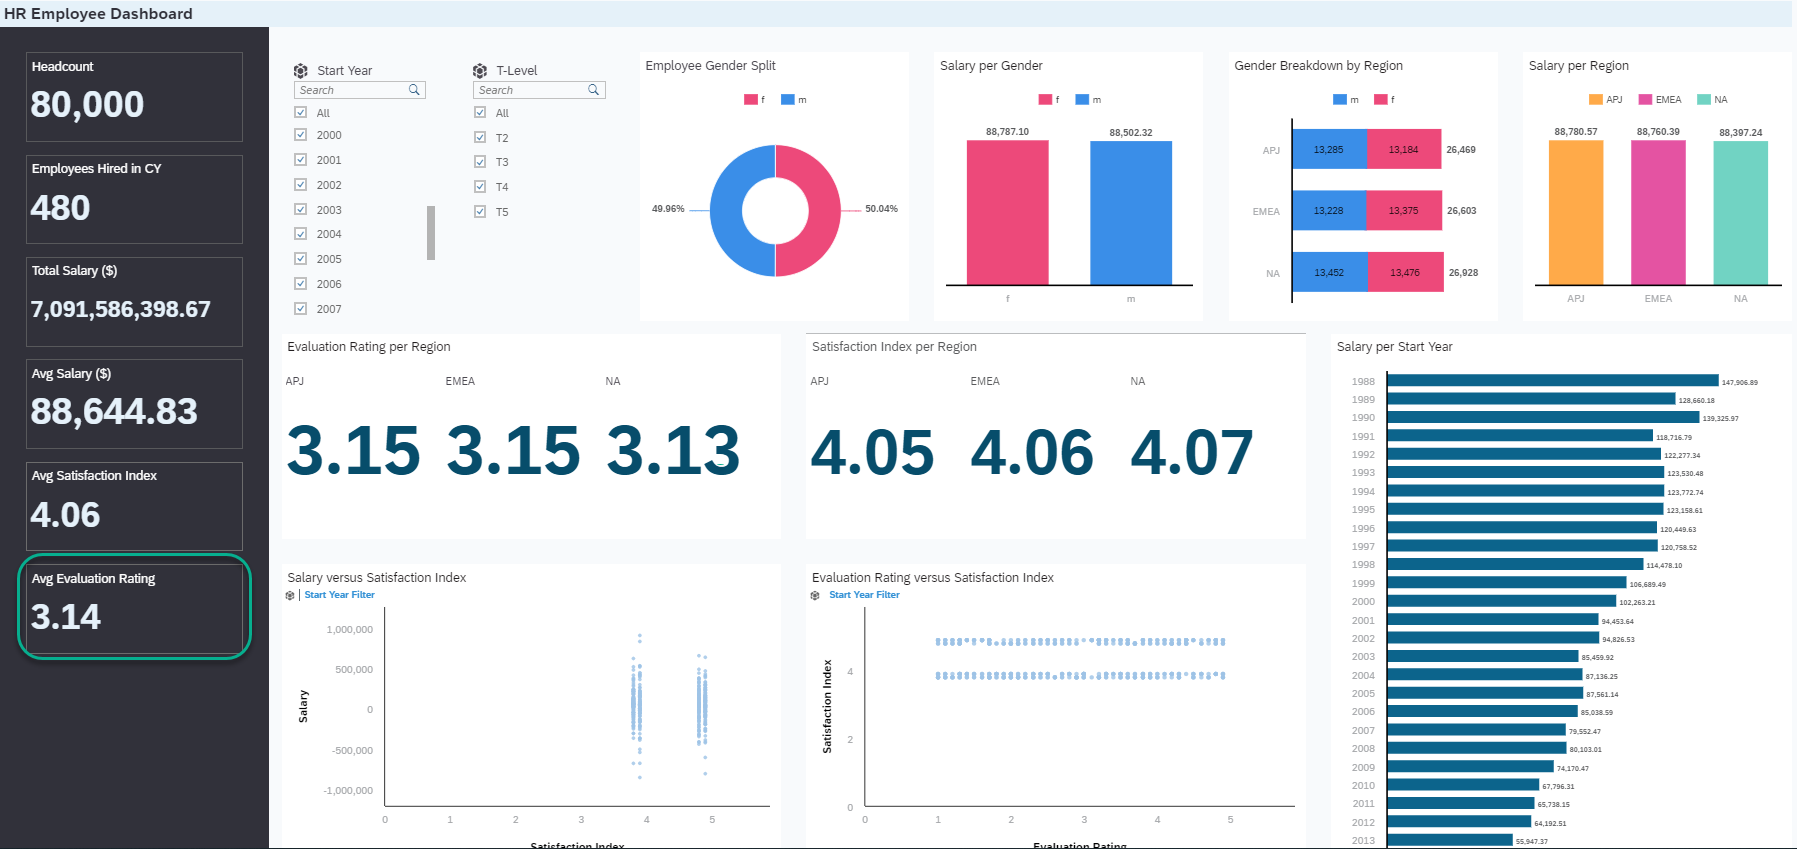 HR Employee Dashboard
Headcount
80,000
Employees Hired in CY
480
Total Salary ($)
7,091,586,398.67
Avg Salary ($)
88,644.83
Avg Satisfaction Index
4.06
Avg Evaluation Rating
3.14
Start Year
Search
All
2000
2001
2002
2003
2004
2005
2006
2007
T-Level
Search
All
T2
T3
T4
T5
Employee Gender Split
f m
49.96%
50.04%
Salary per Gender
f m
88,787.10
88,502.32
f m
Gender Breakdown by Region
m f
APJ 13,285 13,184 26,469
EMEA 13,228 13,375 26,603
NA 13,452 13,476 26,928
Salary per Region
APJ EMEA NA
88,780.57 88,760.39 88,397.24
APJ EMEA NA
Evaluation Rating per Region
APJ EMEA NA
3.15 3.15 3.13
Satisfaction Index per Region
APJ EMEA NA
4.05 4.06 4.07
Salary per Start Year
1988 147,906.89
1989 128,660.18
1990 139,325.97
1991 118,716.79
1992 122,277.34
1993 123,530.48
1994 123,772.74
1995 123,158.61
1996 120,449.63
1997 120,758.52
1998 114,478.10
1999 106,689.49
2000 102,263.21
2001 94,453.64
2002 94,826.53
2003 85,459.92
2004 87,136.25
2005 87,561.14
2006 85,038.59
2007 79,552.47
2008 80,103.01
2009 74,170.47
2010 67,796.31
2011 65,738.15
2012 64,192.51
2013 55,947.37
Salary versus Satisfaction Index
Start Year Filter
Salary
1,000,000
500,000
0
-500,000
-1,000,000
0 1 2 3 4 5
Satisfaction Index
Evaluation Rating versus Satisfaction Index
Start Year Filter
Satisfaction Index
4
2
0
0 1 2 3 4 5
Evaluation Rating